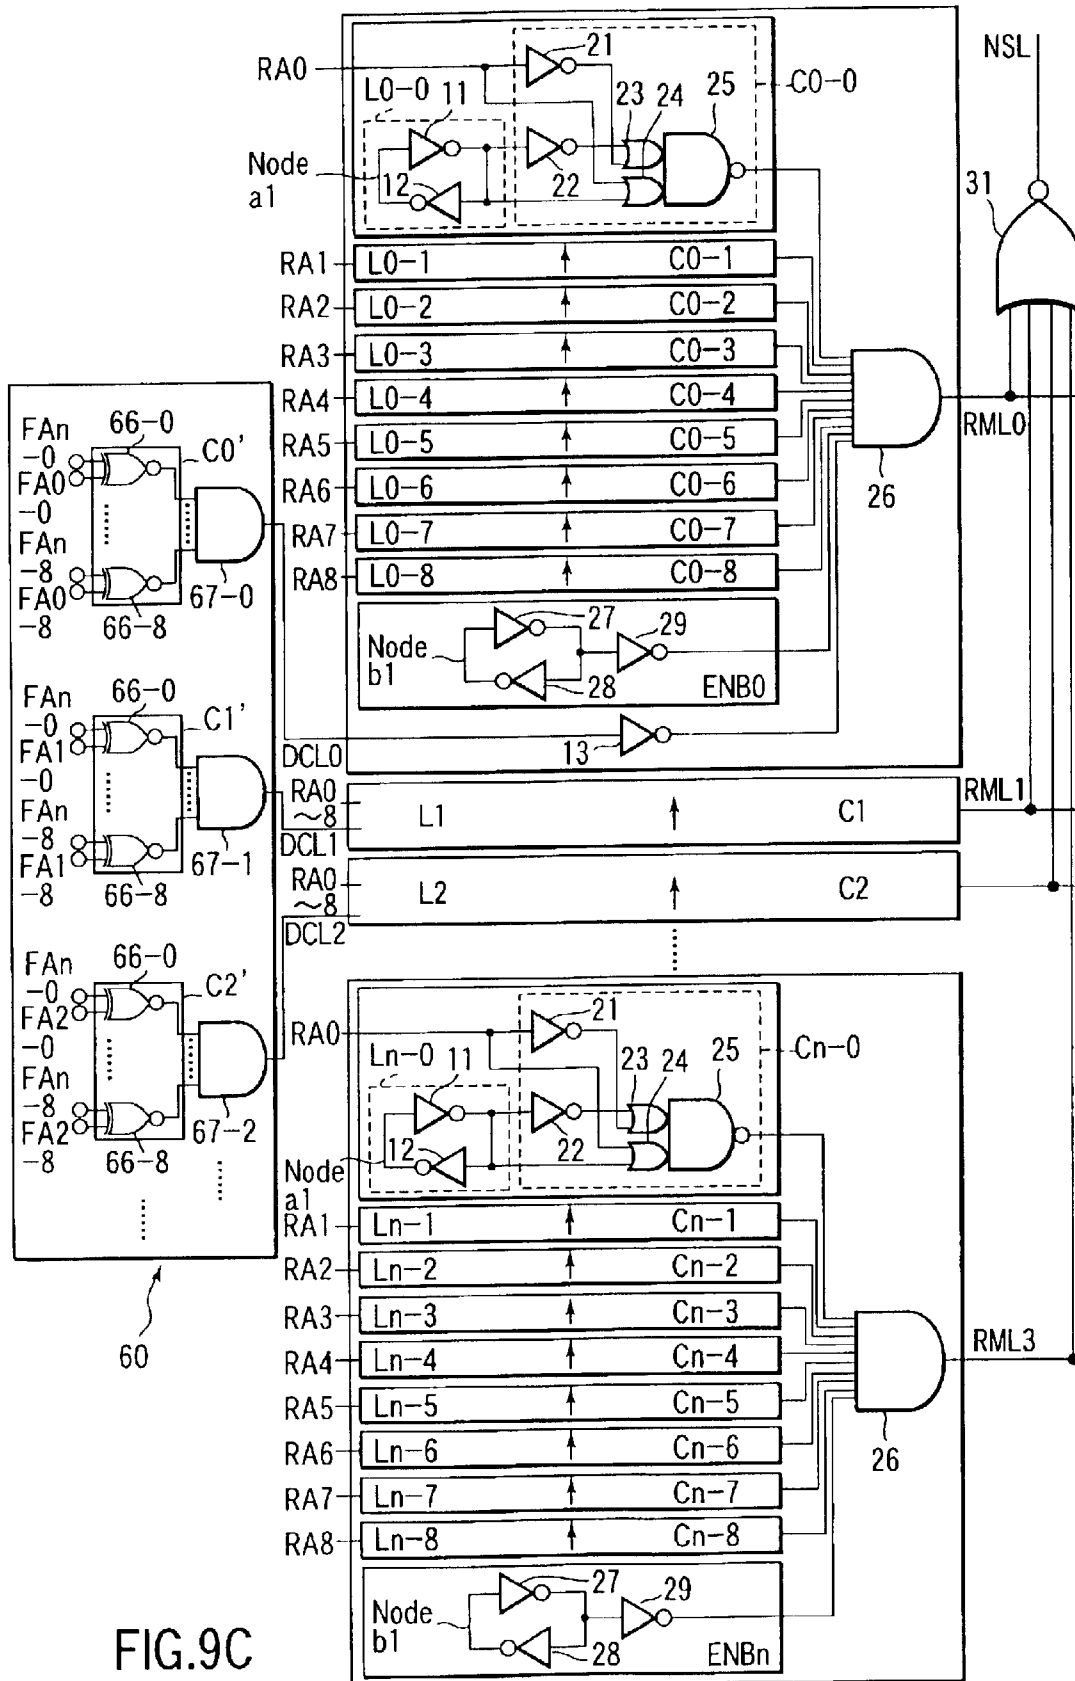 21
NSL
RA0
L0-0
11
23
24
25
C0-0
Node
a1
12
22
31
RA1
L0-1
C0-1
RA2
L0-2
C0-2
RA3
L0-3
C0-3
RA4
L0-4
C0-4
RML0
RA5
L0-5
C0-5
26
RA6
L0-6
C0-6
RA7
L0-7
C0-7
RA8
L0-8
C0-8
Node
b1
27
29
28
ENB0
13
DCL0
FAn
-0
FA0
-0
FAn
-8
FA0
-8
66-0
C0'
67-0
66-8
FAn
-0
FA1
-0
FAn
-8
FA1
-8
66-0
C1'
67-1
66-8
RA0
~8
DCL1
L1
C1
RML1
RA0
~8
DCL2
L2
C2
FAn
-0
FA2
-0
FAn
-8
FA2
-8
66-0
C2'
67-2
66-8
60
RA0
Ln-0
11
21
23
24
25
Cn-0
Node
a1
12
22
RA1
Ln-1
Cn-1
RA2
Ln-2
Cn-2
RA3
Ln-3
Cn-3
RA4
Ln-4
Cn-4
RML3
RA5
Ln-5
Cn-5
26
RA6
Ln-6
Cn-6
RA7
Ln-7
Cn-7
RA8
Ln-8
Cn-8
Node
b1
27
29
28
ENBn
FIG.9C